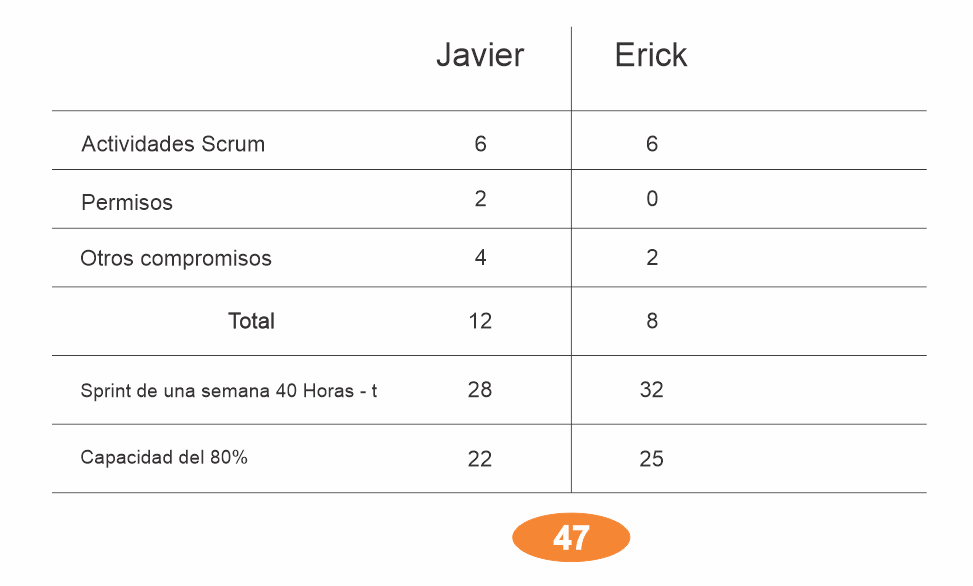 Javier Erick
Actividades Scrum 6 6
Permisos 2 0
Otros compromisos 4 2
Total 12 8
Sprint de una semana 40 Horas - t 28 32
Capacidad del 80% 22 25
47